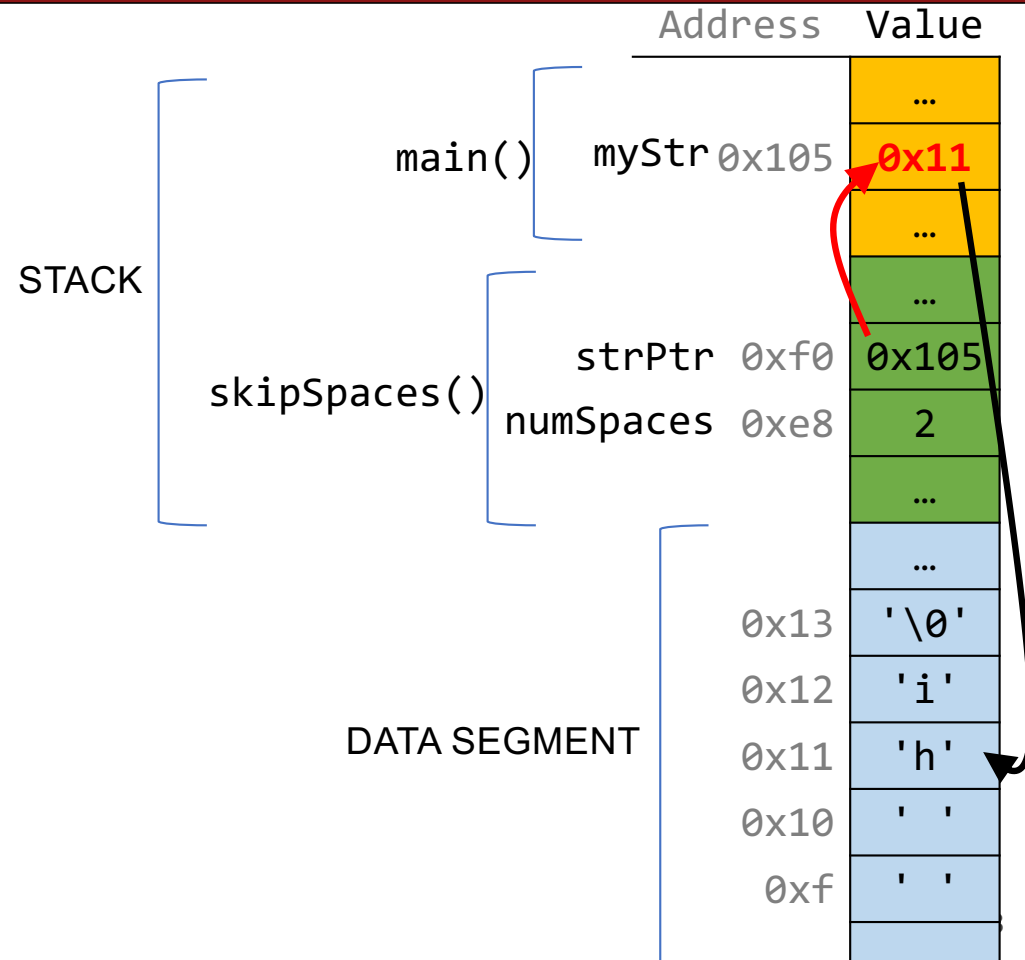 Address Value
…
main() myStr 0x105 0x11
…
STACK
…
strPtr 0xf0 0x105
skipSpaces()
numSpaces 0xe8 2
…
…
0x13 '\0'
0x12 'i'
DATA SEGMENT
0x11 'h'
0x10 ' '
0xf ' '